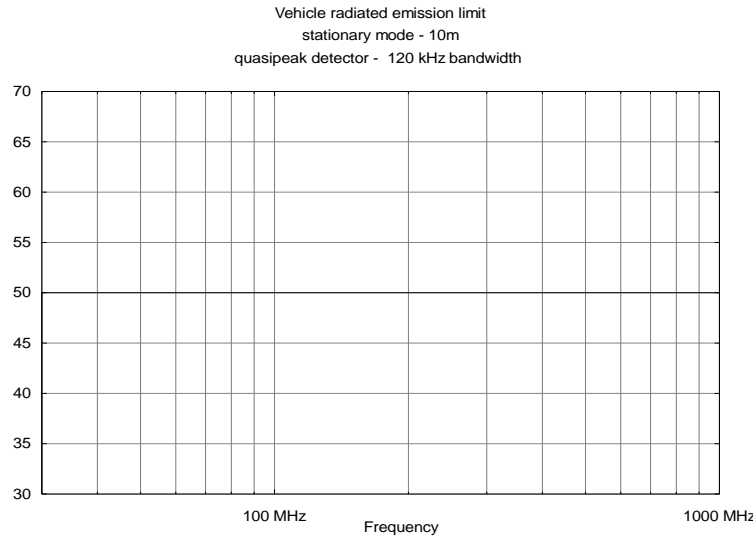 Vehicle radiated emission limit
stationary mode - 10m
quasipeak detector - 120 kHz bandwidth
70
65
60
55
50
45
40
35
30
100 MHz
1000 MHz
Frequency